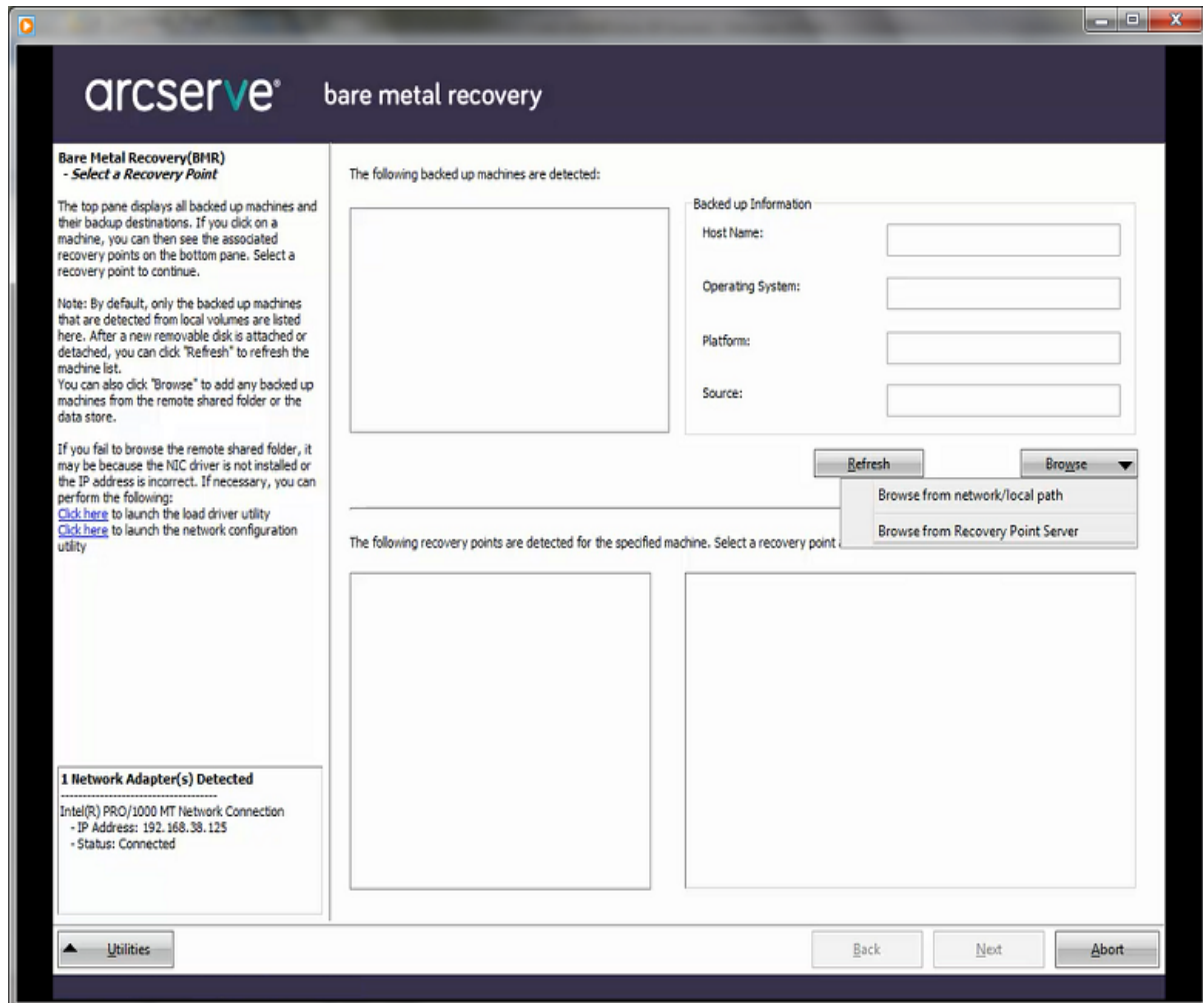 arcserve® bare metal recovery
Bare Metal Recovery(BMR)
- Select a Recovery Point
The top pane displays all backed up machines and
their backup destinations. If you click on a
machine, you can then see the associated
recovery points on the bottom pane. Select a
recovery point to continue.
Note: By default, only the backed up machines
that are detected from local volumes are listed
here. After a new removable disk is attached or
detached, you can click "Refresh" to refresh the
machine list.
You can also click "Browse" to add any backed up
machines from the remote shared folder or the
data store.
If you fail to browse the remote shared folder, it
may be because the NIC driver is not installed or
the IP address is incorrect. If necessary, you can
perform the following:
Click here to launch the load driver utility
Click here to launch the network configuration
utility
1 Network Adapter(s) Detected
------------------------------------
Intel(R) PRO/1000 MT Network Connection
- IP Address: 192.168.38.125
- Status: Connected
The following backed up machines are detected:
Backed up Information
Host Name:
Operating System:
Platform:
Source:
Refresh
Browse
Browse from network/local path
Browse from Recovery Point Server
The following recovery points are detected for the specified machine. Select a recovery point
Utilities
Back
Next
Abort